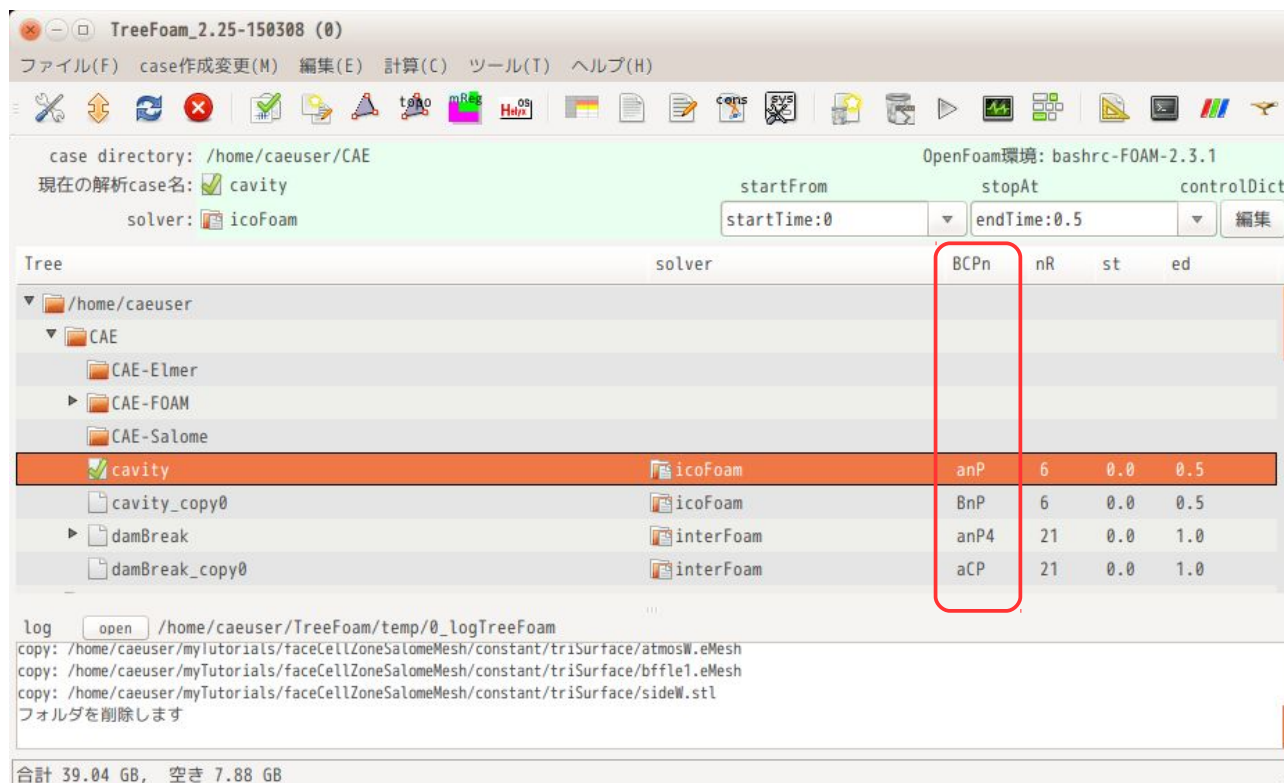 TreeFoam_2.25-150308 (0)
ファイル(F) case作成変更(M) 編集(E) 計算(C) ツール(T) ヘルプ(H)
topo mReg Helyx OS cons SYS
case directory: /home/caeuser/CAE OpenFoam環境: bashrc-FOAM-2.3.1
現在の解析case名: cavity startFrom stopAt controlDict
solver: icoFoam startTime:0 endTime:0.5 編集
Tree solver BCPn nR st ed
/home/caeuser
CAE
CAE-Elmer
CAE-FOAM
CAE-Salome
cavity icoFoam anP 6 0.0 0.5
cavity_copy0 icoFoam BnP 6 0.0 0.5
damBreak interFoam anP4 21 0.0 1.0
damBreak_copy0 interFoam aCP 21 0.0 1.0
log open /home/caeuser/TreeFoam/temp/0_logTreeFoam
copy: /home/caeuser/myTutorials/faceCellZoneSalomeMesh/constant/triSurface/atmosW.eMesh
copy: /home/caeuser/myTutorials/faceCellZoneSalomeMesh/constant/triSurface/bffle1.eMesh
copy: /home/caeuser/myTutorials/faceCellZoneSalomeMesh/constant/triSurface/sideW.stl
フォルダを削除します
合計 39.04 GB, 空き 7.88 GB